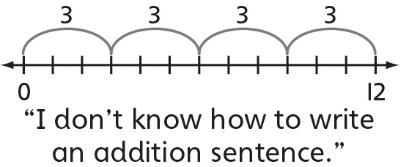 3 3 3 3
0 12
“I don’t know how to write
an addition sentence.”